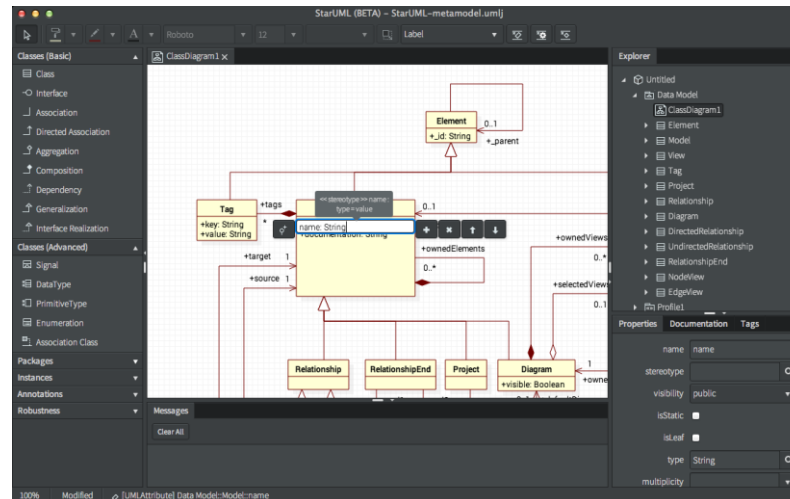 StarUML (BETA) – StarUML-metamodel.umlj
A Roboto 12 Label
Classes (Basic)
Class
Interface
Association
Directed Association
Aggregation
Composition
Dependency
Generalization
Interface Realization
Classes (Advanced)
Signal
DataType
PrimitiveType
Enumeration
Association Class
Packages
Instances
Annotations
Robustness
ClassDiagram1 ×
Element
+_id: String
0..1
+_parent
Tag
+key: String
+value: String
+tags
*
<< stereotype >> name :
type = value
name: String
+documentation: String
0..1
+ownedElements
0..*
+target 1
+source 1
+ownedViews
0..*
+selectedViews
0..1
Relationship
RelationshipEnd
Project
Diagram
+visible: Boolean
1
+owne
Messages
Clear All
Explorer
Untitled
Data Model
ClassDiagram1
Element
Model
View
Tag
Project
Relationship
Diagram
DirectedRelationship
UndirectedRelationship
RelationshipEnd
NodeView
EdgeView
Profile1
Properties Documentation Tags
name name
stereotype
visibility public
isStatic
isLeaf
type String
multiplicity
100% Modified [UMLAttribute] Data Model::Model::name